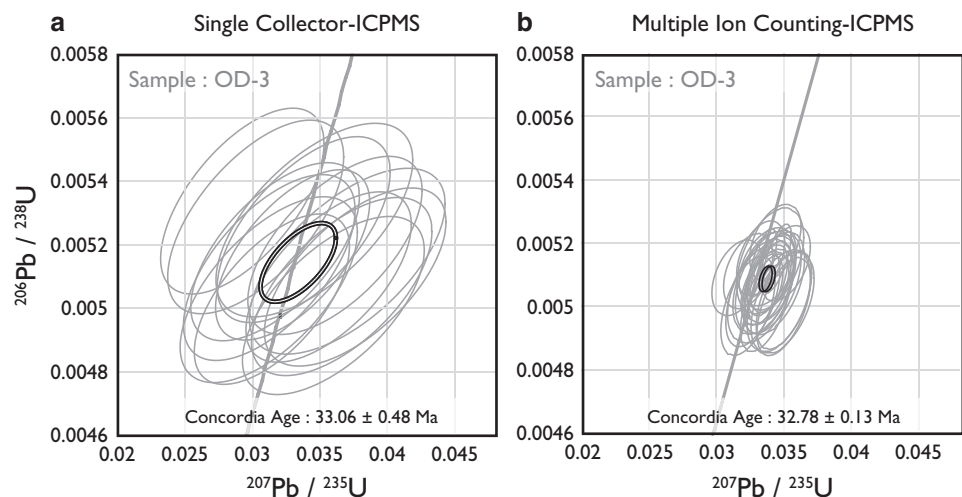 a Single Collector-ICPMS
Sample : OD-3
0.0058
0.0056
0.0054
0.0052
0.005
0.0048
0.0046
206Pb / 238U
Concordia Age : 33.06 ± 0.48 Ma
0.02 0.025 0.03 0.035 0.04 0.045
207Pb / 235U
b Multiple Ion Counting-ICPMS
Sample : OD-3
0.0058
0.0056
0.0054
0.0052
0.005
0.0048
0.0046
Concordia Age : 32.78 ± 0.13 Ma
0.02 0.025 0.03 0.035 0.04 0.045
207Pb / 235U